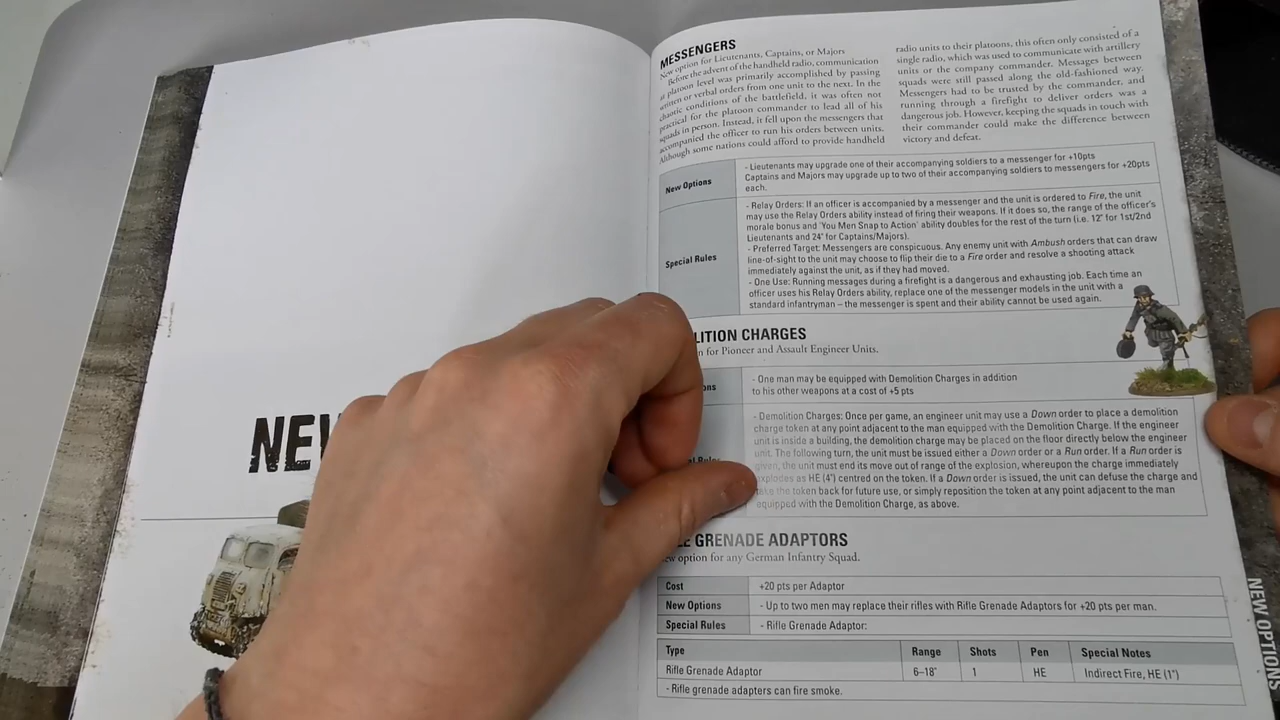 NEW
MESSENGERS
New option for Lieutenants, Captains, or Majors
Before the advent of the handheld radio, communication
at platoon level was primarily accomplished by passing
written or verbal orders from one unit to the next. In the
chaotic conditions of the battlefield, it was often not
practical for the platoon commander to lead all of his
squads in person. Instead, it fell upon the messengers that
accompanied the officer to run his orders between units.
Although some nations could afford to provide handheld
radio units to their platoons, this often only consisted of a
single radio, which was used to communicate with artillery
units or the company commander. Messages between
squads were still passed along the old-fashioned way.
Messengers had to be trusted by the commander, and
running through a firefight to deliver orders was a
dangerous job. However, keeping the squads in touch with
their commander could make the difference between
victory and defeat.
New Options
- Lieutenants may upgrade one of their accompanying soldiers to a messenger for +10pts
Captains and Majors may upgrade up to two of their accompanying soldiers to messengers for +20pts
each.
Special Rules
- Relay Orders: If an officer is accompanied by a messenger and the unit is ordered to Fire, the unit
may use the Relay Orders ability instead of firing their weapons. If it does so, the range of the officer's
morale bonus and 'You Men Snap to Action' ability doubles for the rest of the turn (i.e. 12" for 1st/2nd
Lieutenants and 24" for Captains/Majors).
- Preferred Target: Messengers are conspicuous. Any enemy unit with Ambush orders that can draw
line-of-sight to the unit may choose to flip their die to a Fire order and resolve a shooting attack
immediately against the unit, as if they had moved.
- One Use: Running messages during a firefight is a dangerous and exhausting job. Each time an
officer uses his Relay Orders ability, replace one of the messenger models in the unit with a
standard infantryman – the messenger is spent and their ability cannot be used again.
LITION CHARGES
n for Pioneer and Assault Engineer Units.
ons
- One man may be equipped with Demolition Charges in addition
to his other weapons at a cost of +5 pts
al Rules
- Demolition Charges: Once per game, an engineer unit may use a Down order to place a demolition
charge token at any point adjacent to the man equipped with the Demolition Charge. If the engineer
unit is inside a building, the demolition charge may be placed on the floor directly below the engineer
unit. The following turn, the unit must be issued either a Down order or a Run order. If a Run order is
given, the unit must end its move out of range of the explosion, whereupon the charge immediately
explodes as HE (4") centred on the token. If a Down order is issued, the unit can defuse the charge and
take the token back for future use, or simply reposition the token at any point adjacent to the man
equipped with the Demolition Charge, as above.
LE GRENADE ADAPTORS
New option for any German Infantry Squad.
Cost +20 pts per Adaptor
New Options - Up to two men may replace their rifles with Rifle Grenade Adaptors for +20 pts per man.
Special Rules - Rifle Grenade Adaptor:
Type Range Shots Pen Special Notes
Rifle Grenade Adaptor 6–18" 1 HE Indirect Fire, HE (1")
- Rifle grenade adapters can fire smoke.
NEW OPTIONS